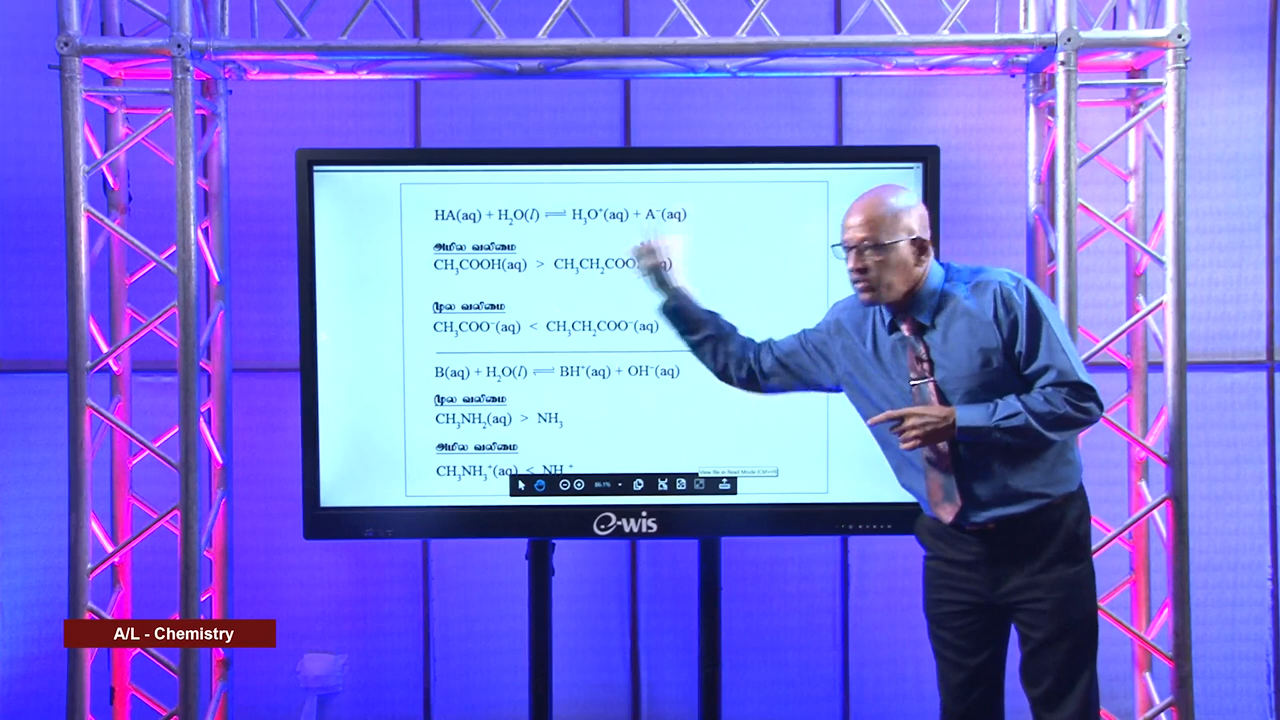 HA(aq) + H₂O(l) ⇌ H₃O⁺(aq) + A⁻(aq)
அமில வலிமை
CH₃COOH(aq) > CH₃CH₂COO
மூல வலிமை
CH₃COO⁻(aq) < CH₃CH₂COO⁻(aq)
B(aq) + H₂O(l) ⇌ BH⁺(aq) + OH⁻(aq)
மூல வலிமை
CH₃NH₂(aq) > NH₃
அமில வலிமை
CH₃NH₃⁺(aq) < NH ⁺
e-wis
A/L - Chemistry